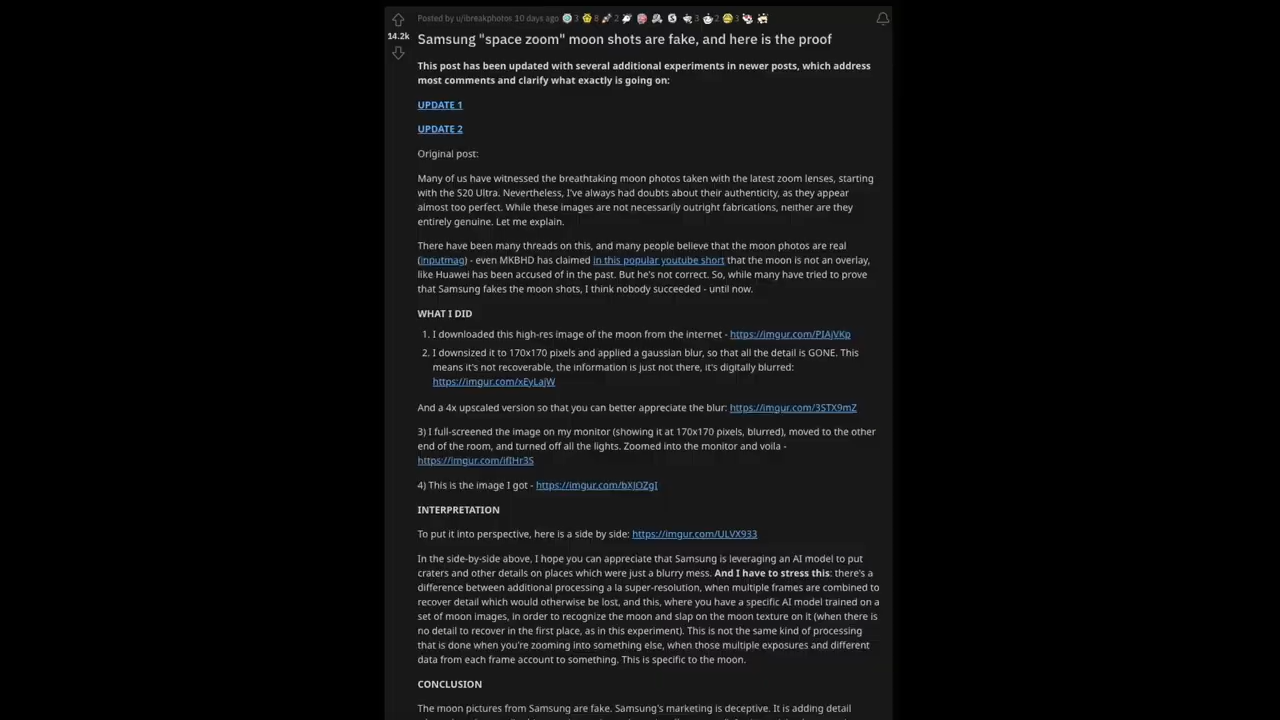 Posted by u/ibreakphotos 10 days ago 3 8 2 3 2 3
14.2k
Samsung "space zoom" moon shots are fake, and here is the proof
This post has been updated with several additional experiments in newer posts, which address
most comments and clarify what exactly is going on:
UPDATE 1
UPDATE 2
Original post:
Many of us have witnessed the breathtaking moon photos taken with the latest zoom lenses, starting
with the S20 Ultra. Nevertheless, I've always had doubts about their authenticity, as they appear
almost too perfect. While these images are not necessarily outright fabrications, neither are they
entirely genuine. Let me explain.
There have been many threads on this, and many people believe that the moon photos are real
(inputmag) - even MKBHD has claimed in this popular youtube short that the moon is not an overlay,
like Huawei has been accused of in the past. But he's not correct. So, while many have tried to prove
that Samsung fakes the moon shots, I think nobody succeeded - until now.
WHAT I DID
1. I downloaded this high-res image of the moon from the internet - https://imgur.com/PIAjVKp
2. I downsized it to 170x170 pixels and applied a gaussian blur, so that all the detail is GONE. This
means it's not recoverable, the information is just not there, it's digitally blurred:
https://imgur.com/xEyLajW
And a 4x upscaled version so that you can better appreciate the blur: https://imgur.com/3STX9mZ
3) I full-screened the image on my monitor (showing it at 170x170 pixels, blurred), moved to the other
end of the room, and turned off all the lights. Zoomed into the monitor and voila -
https://imgur.com/ifIHr3S
4) This is the image I got - https://imgur.com/bXJOZgI
INTERPRETATION
To put it into perspective, here is a side by side: https://imgur.com/ULVX933
In the side-by-side above, I hope you can appreciate that Samsung is leveraging an AI model to put
craters and other details on places which were just a blurry mess. And I have to stress this: there's a
difference between additional processing a la super-resolution, when multiple frames are combined to
recover detail which would otherwise be lost, and this, where you have a specific AI model trained on a
set of moon images, in order to recognize the moon and slap on the moon texture on it (when there is
no detail to recover in the first place, as in this experiment). This is not the same kind of processing
that is done when you're zooming into something else, when those multiple exposures and different
data from each frame account to something. This is specific to the moon.
CONCLUSION
The moon pictures from Samsung are fake. Samsung's marketing is deceptive. It is adding detail